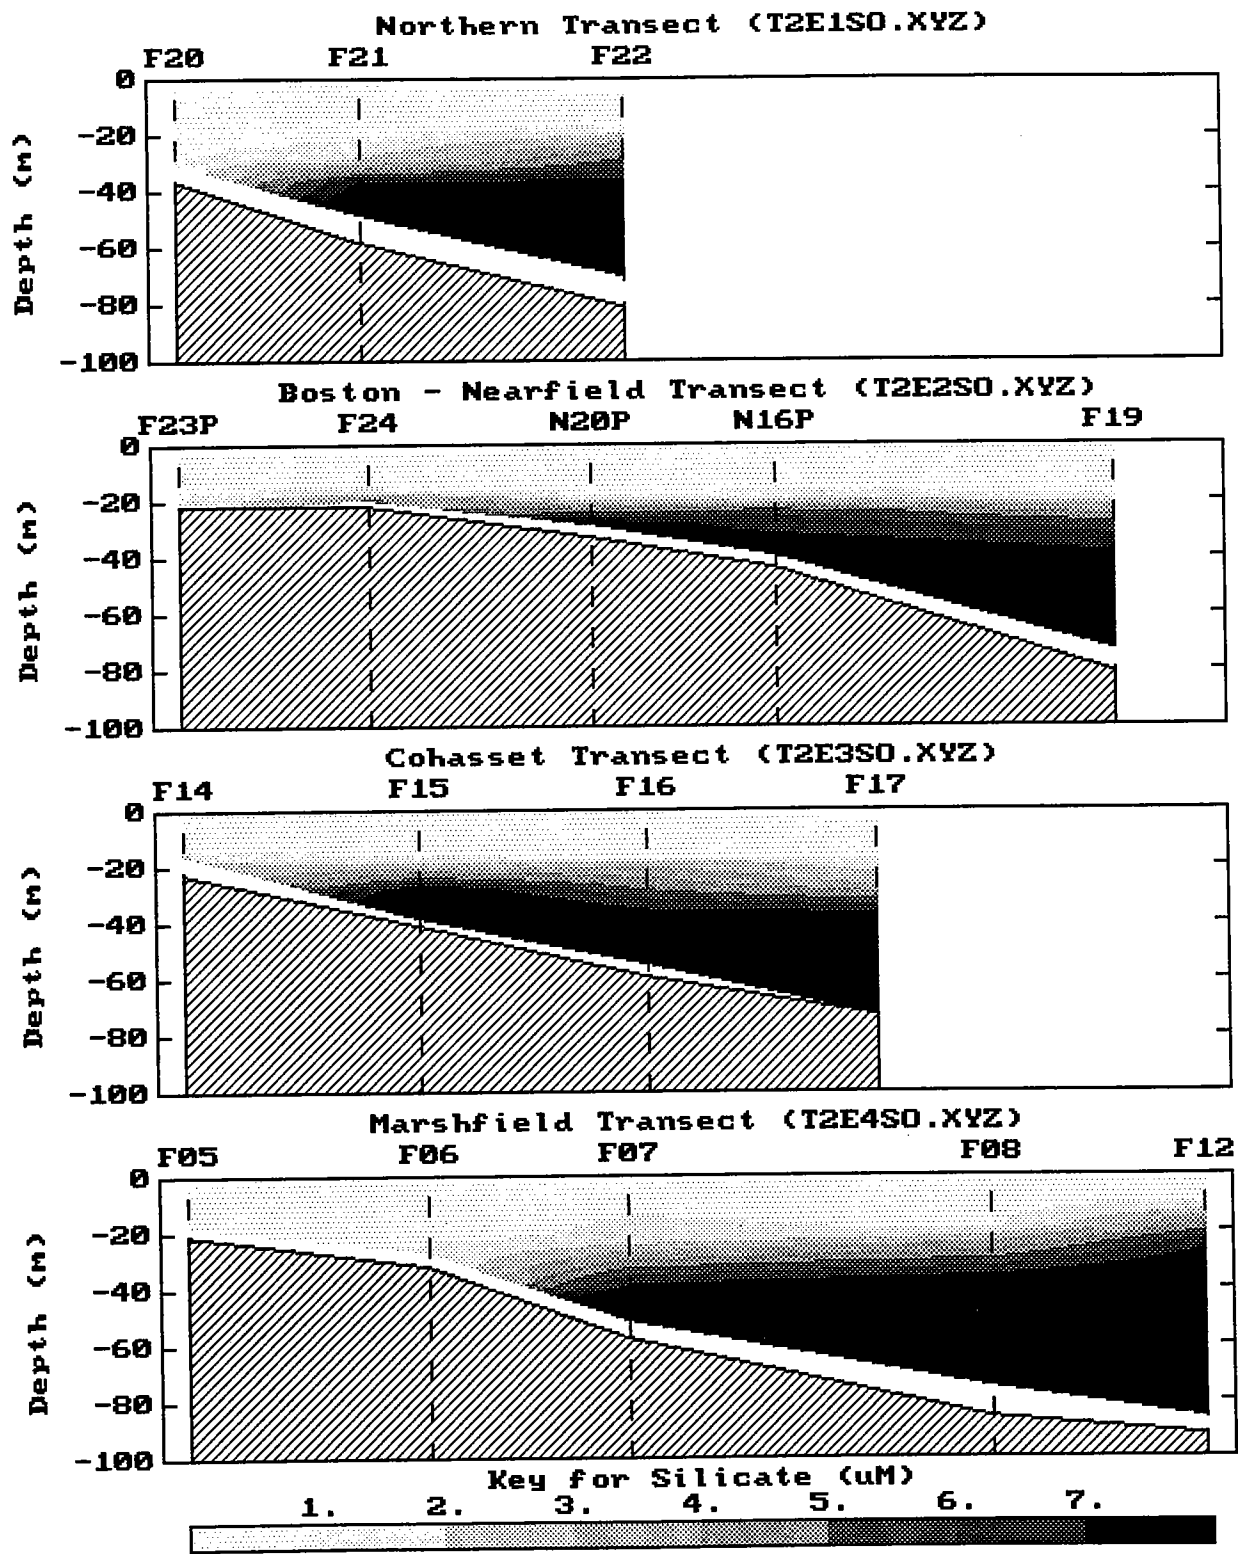 Northern Transect (T2E1SO.XYZ)
F20 F21 F22
0
-20
-40
-60
-80
-100
Depth (m)
Boston - Nearfield Transect (T2E2SO.XYZ)
F23P F24 N20P N16P F19
0
-20
-40
-60
-80
-100
Depth (m)
Cohasset Transect (T2E3SO.XYZ)
F14 F15 F16 F17
0
-20
-40
-60
-80
-100
Depth (m)
Marshfield Transect (T2E4SO.XYZ)
F05 F06 F07 F08 F12
0
-20
-40
-60
-80
-100
Depth (m)
Key for Silicate (uM)
1. 2. 3. 4. 5. 6. 7.